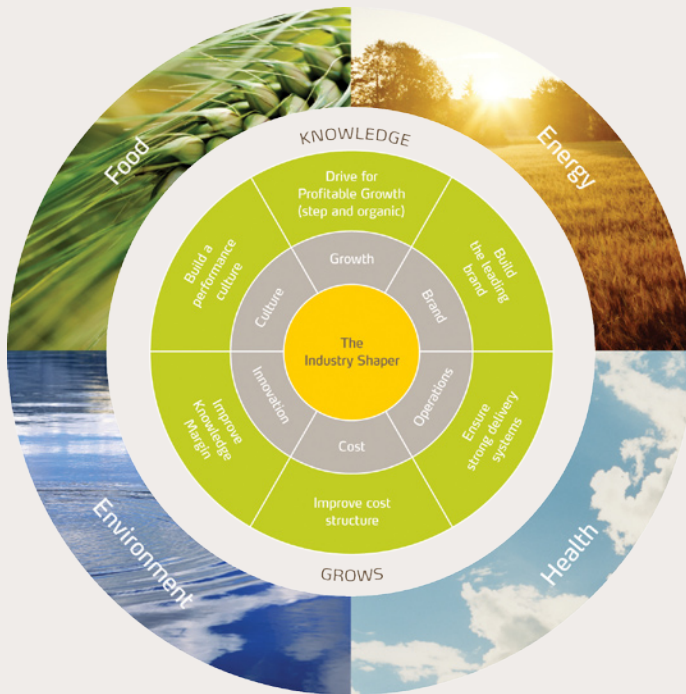 Food
Energy
KNOWLEDGE
Drive for
Profitable Growth
(step and organic)
Build a
performance
culture
Build
the leading
brand
Growth
Culture
Brand
The
Industry Shaper
Innovation
Operations
Cost
Improve
Knowledge
Margin
Ensure
strong delivery
systems
Improve cost
structure
GROWS
Environment
Health